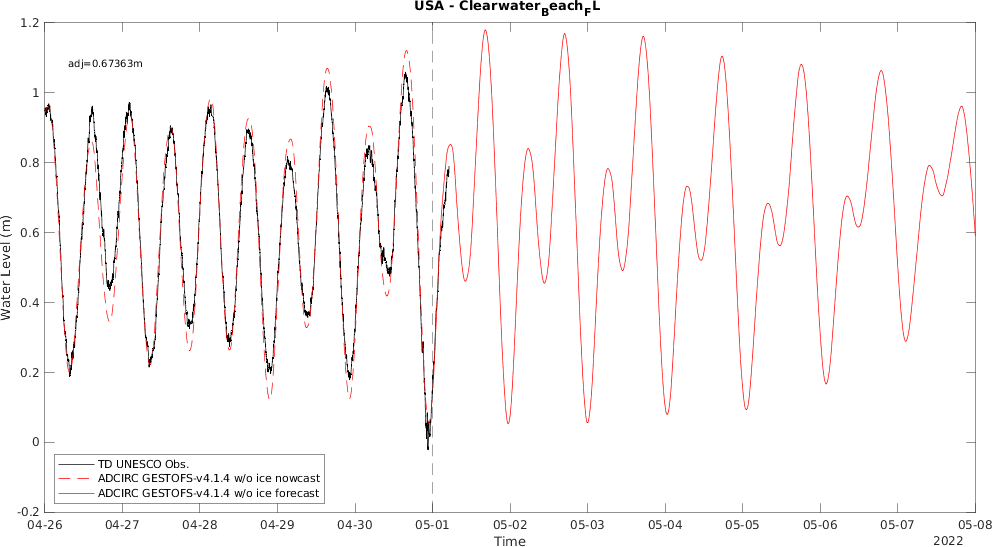 USA - Clearwater_Beach_FL
adj=0.67363m
1.2
1
0.8
0.6
0.4
0.2
0
-0.2
Water Level (m)
TD UNESCO Obs.
ADCIRC GESTOFS-v4.1.4 w/o ice nowcast
ADCIRC GESTOFS-v4.1.4 w/o ice forecast
04-26 04-27 04-28 04-29 04-30 05-01 05-02 05-03 05-04 05-05 05-06 05-07 05-08
Time
2022